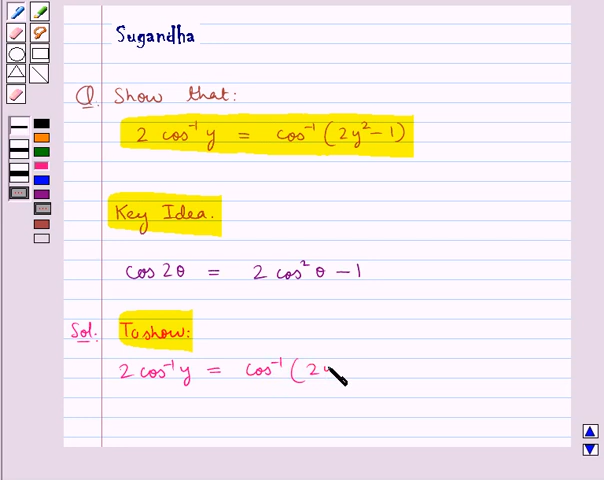 Sugandha
Q. Show that:
2 cos⁻¹ y = cos⁻¹ (2y² - 1)
Key Idea.
cos 2θ = 2 cos² θ - 1
Sol. To show:
2 cos⁻¹ y = cos⁻¹ (2